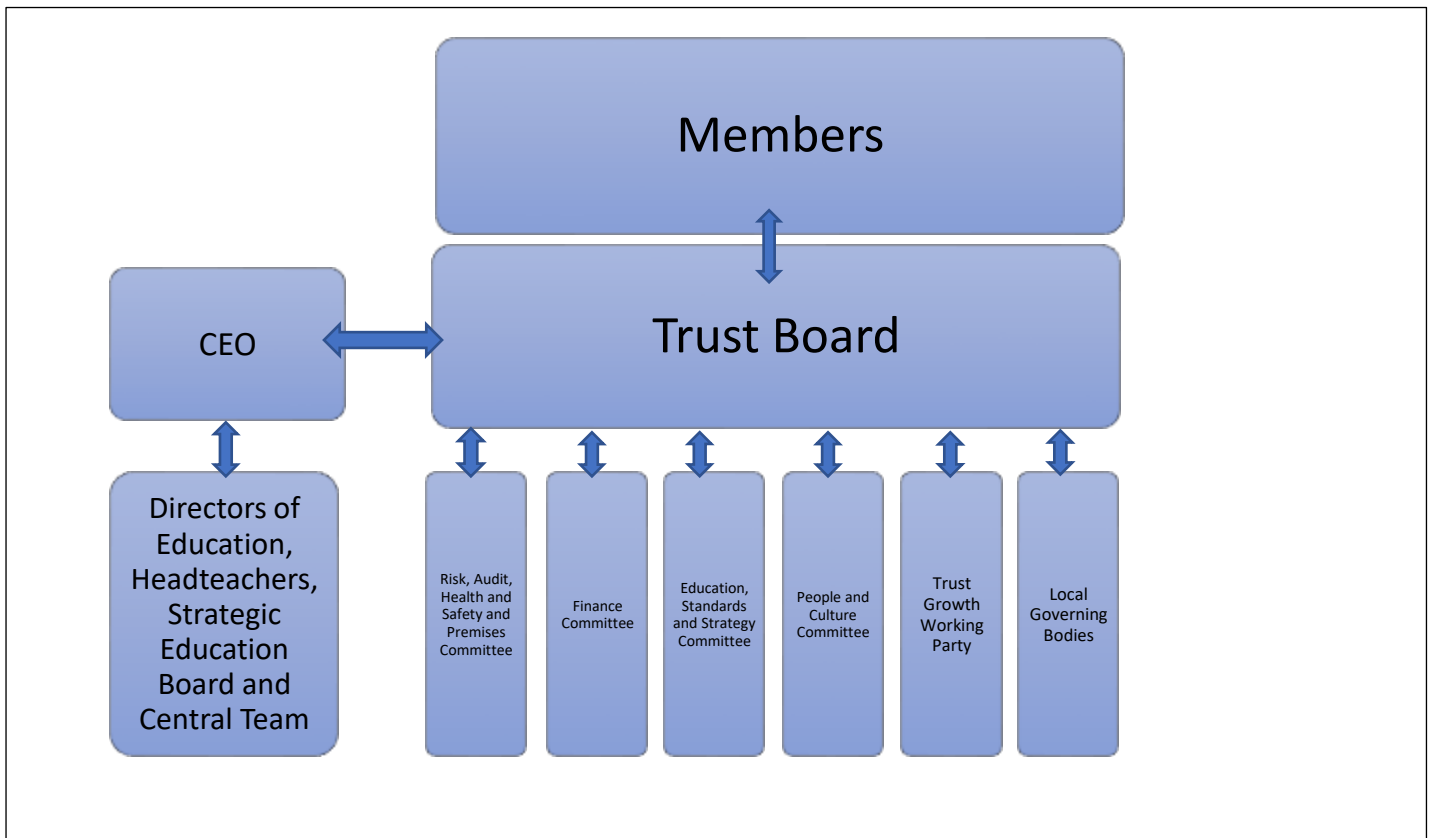 Members
Trust Board
CEO
Directors of
Education,
Headteachers,
Strategic
Education
Board and
Central Team
Risk, Audit,
Health and
Safety and
Premises
Committee
Finance
Committee
Education,
Standards
and Strategy
Committee
People and
Culture
Committee
Trust
Growth
Working
Party
Local
Governing
Bodies